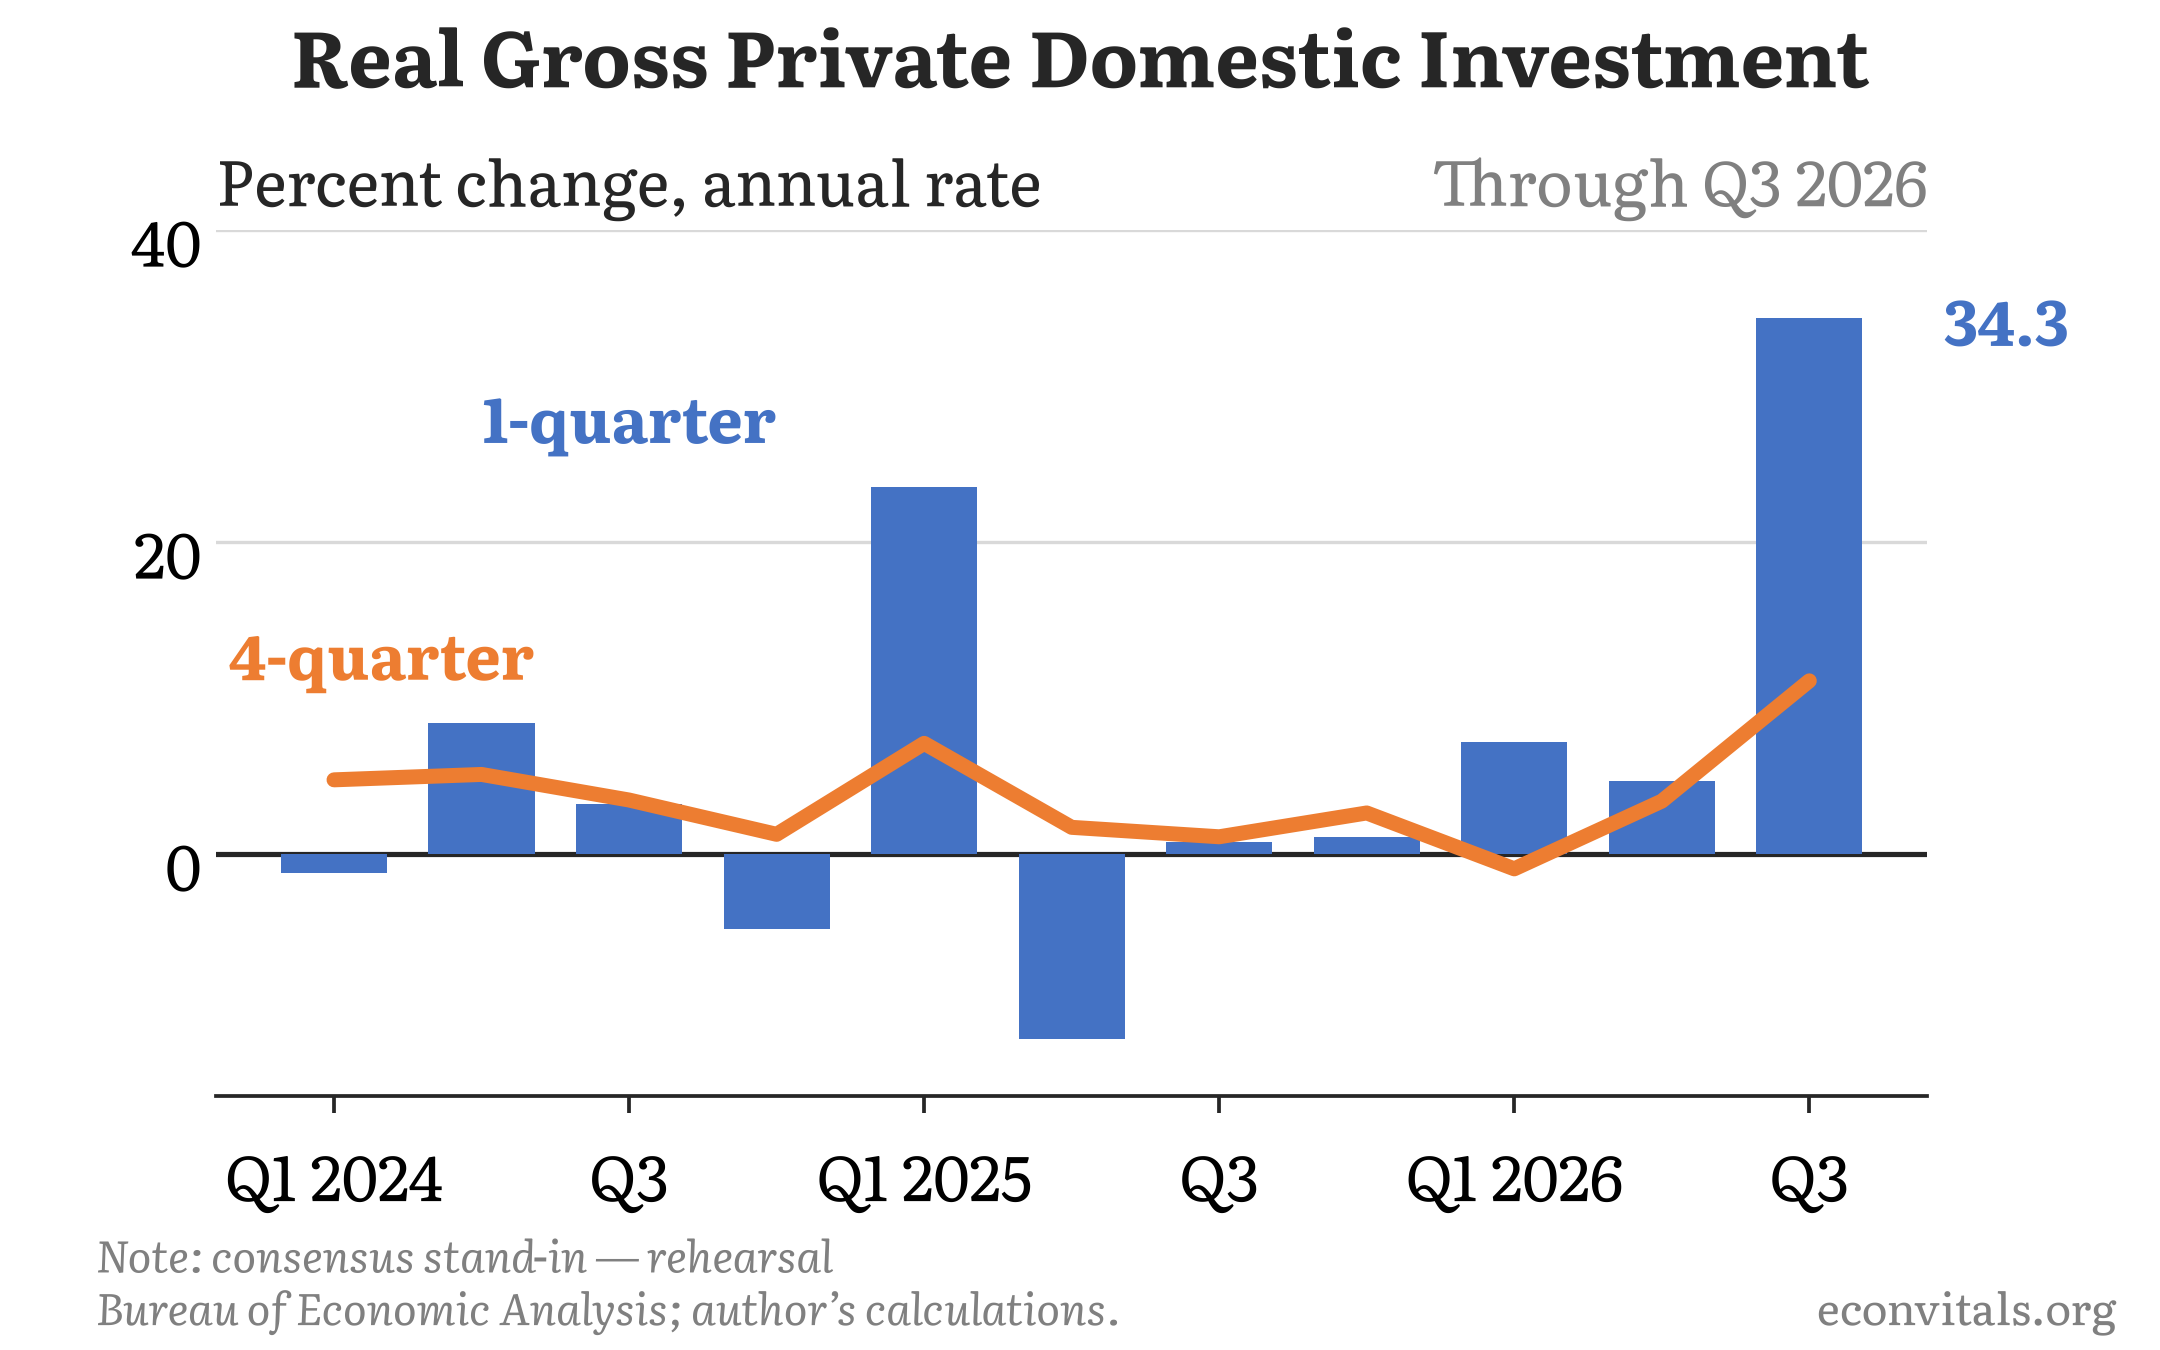 Real Gross Private Domestic Investment
Percent change, annual rate
Through Q3 2026
40
34.3
1-quarter
20
4-quarter
0
Q1 2024
Q3
Q1 2025
Q3
Q1 2026
Q3
Note: consensus stand-in — rehearsal
Bureau of Economic Analysis; author’s calculations.
econvitals.org